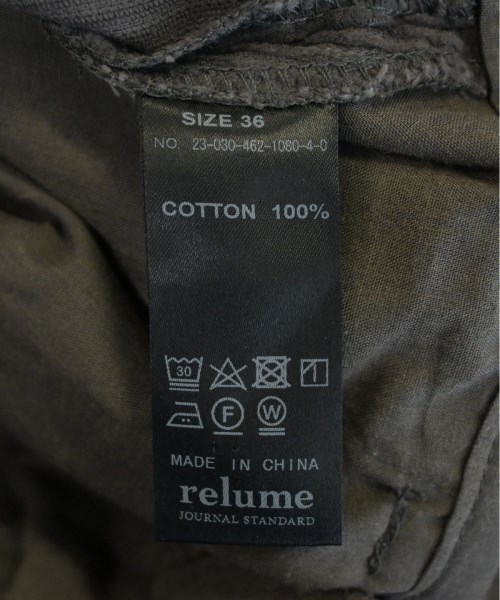 SIZE 36
NO. 23-030-462-1080-4-0
COTTON 100%
30
F W
MADE IN CHINA
relume
JOURNAL STANDARD